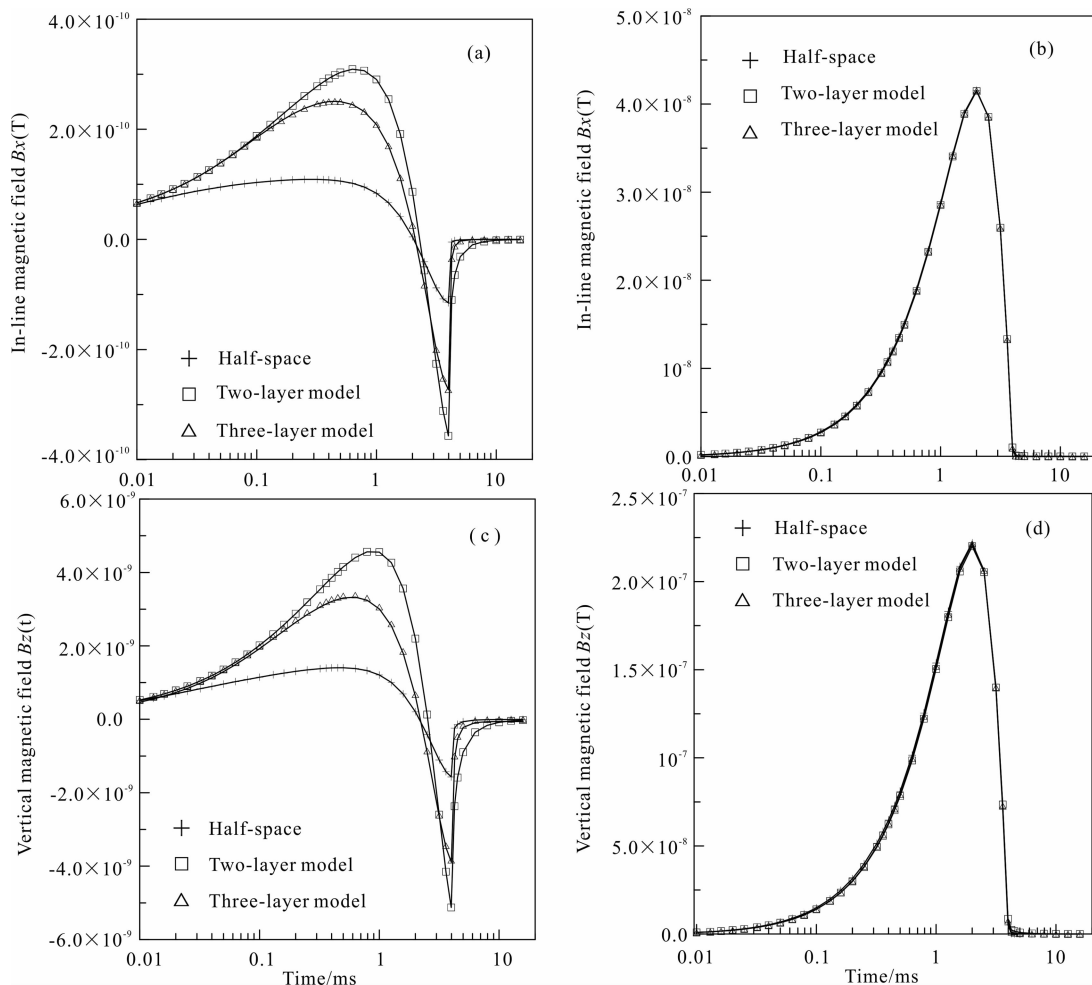 4.0×10⁻¹⁰
2.0×10⁻¹⁰
0.0
-2.0×10⁻¹⁰
-4.0×10⁻¹⁰
In-line magnetic field Bx(T)
(a)
Half-space
Two-layer model
Three-layer model
0.01 0.1 1 10
5.0×10⁻⁸
4.0×10⁻⁸
3.0×10⁻⁸
2.0×10⁻⁸
10⁻⁸
0.0
In-line magnetic field Bx(T)
(b)
Half-space
Two-layer model
Three-layer model
0.01 0.1 1 10
6.0×10⁻⁹
4.0×10⁻⁹
2.0×10⁻⁹
0.0
-2.0×10⁻⁹
-4.0×10⁻⁹
-6.0×10⁻⁹
Vertical magnetic field Bz(t)
(c)
Half-space
Two-layer model
Three-layer model
0.01 0.1 1 10
Time/ms
2.5×10⁻⁷
2.0×10⁻⁷
1.5×10⁻⁷
10⁻⁷
5.0×10⁻⁸
0.0
Vertical magnetic field Bz(T)
(d)
Half-space
Two-layer model
Three-layer model
0.01 0.1 1 10
Time/ms